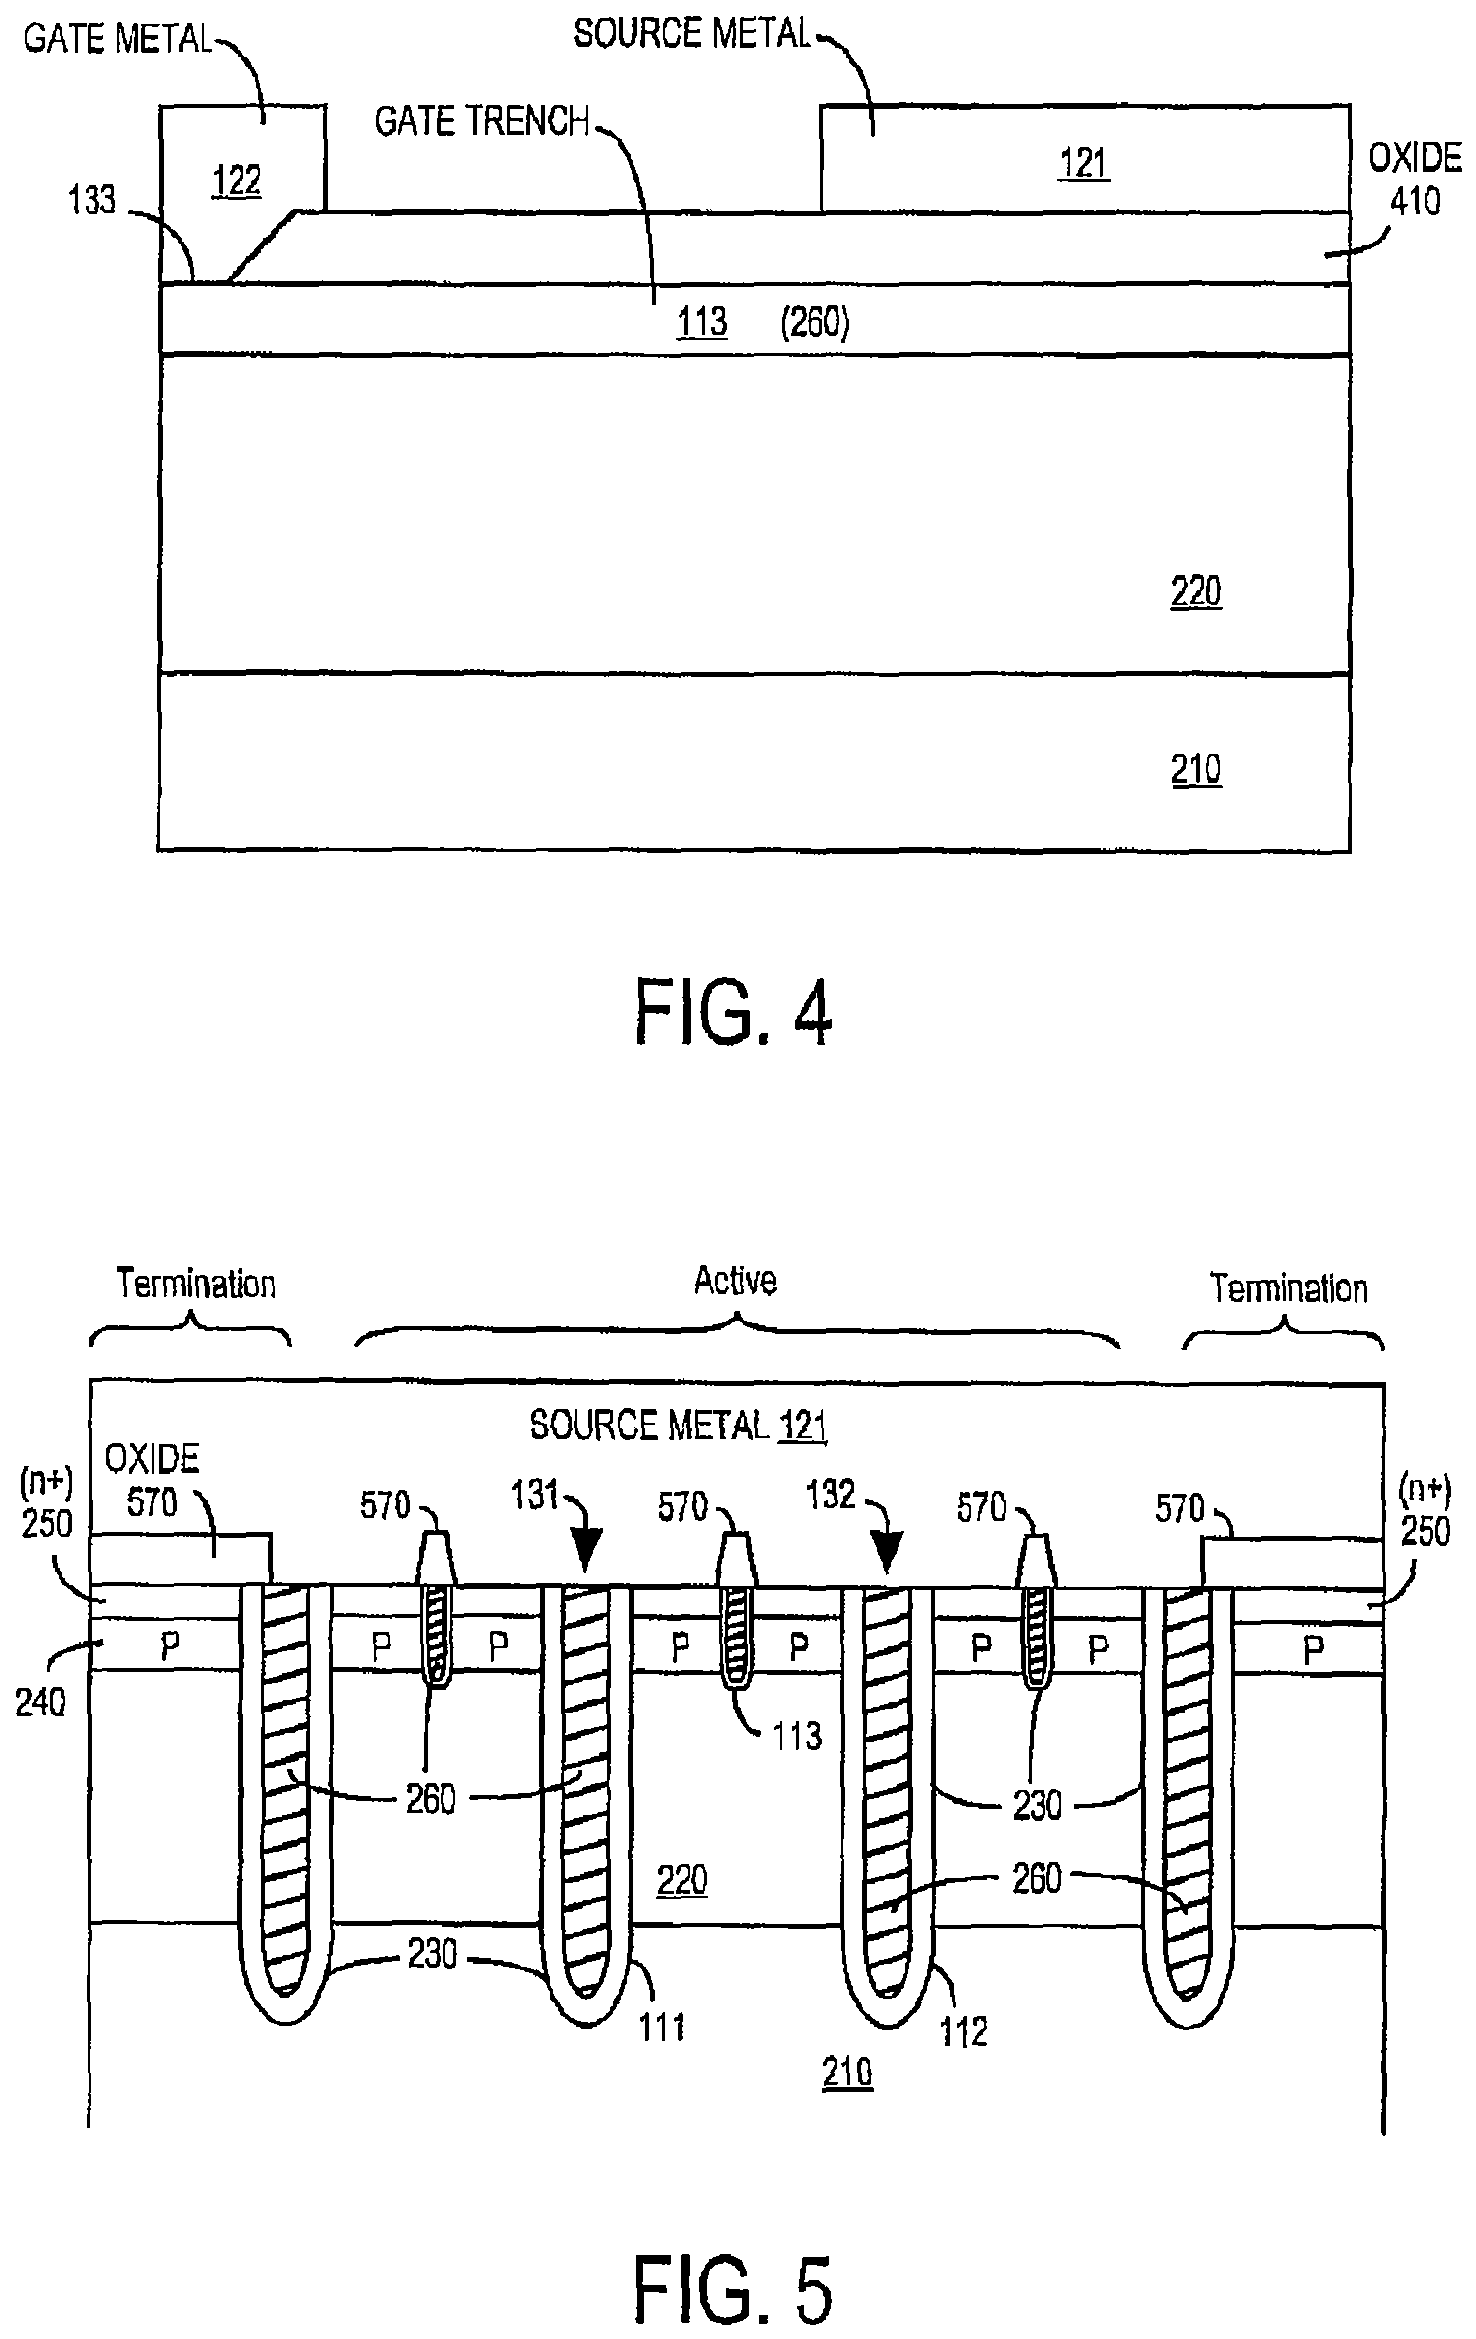 GATE METAL
SOURCE METAL
GATE TRENCH
122
121
OXIDE
410
133
113 (260)
220
210
FIG. 4
Termination
Active
Termination
SOURCE METAL 121
OXIDE
570
(n+)
250
570
131
570
132
570
570
(n+)
250
240
P
P
P
P
P
P
P
P
113
260
230
220
260
230
111
112
210
FIG. 5